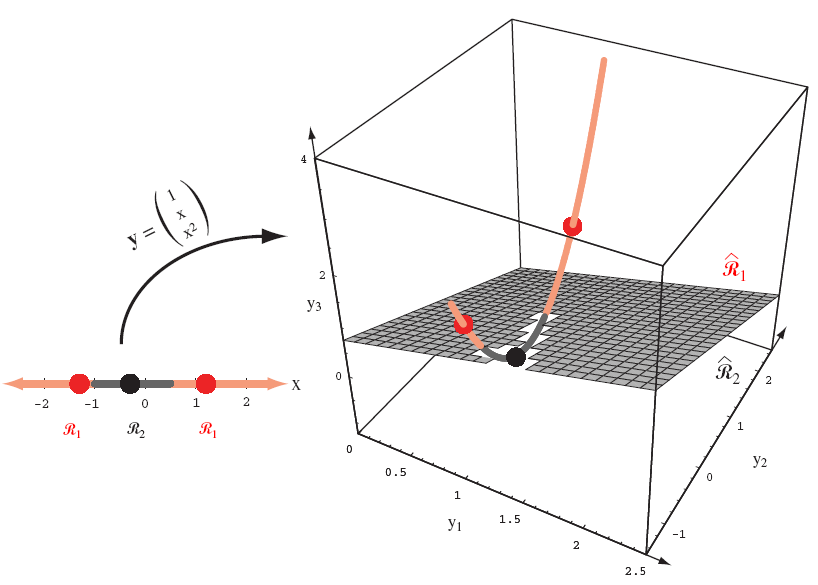 y = ( 1
x
x² )
4
2
0
y₃
ℛ̂₁
ℛ̂₂
-2 -1 0 1 2 x
ℛ₁ ℛ₂ ℛ₁
0 0.5 1 1.5 2 2.5
y₁
-1 0 1 2
y₂